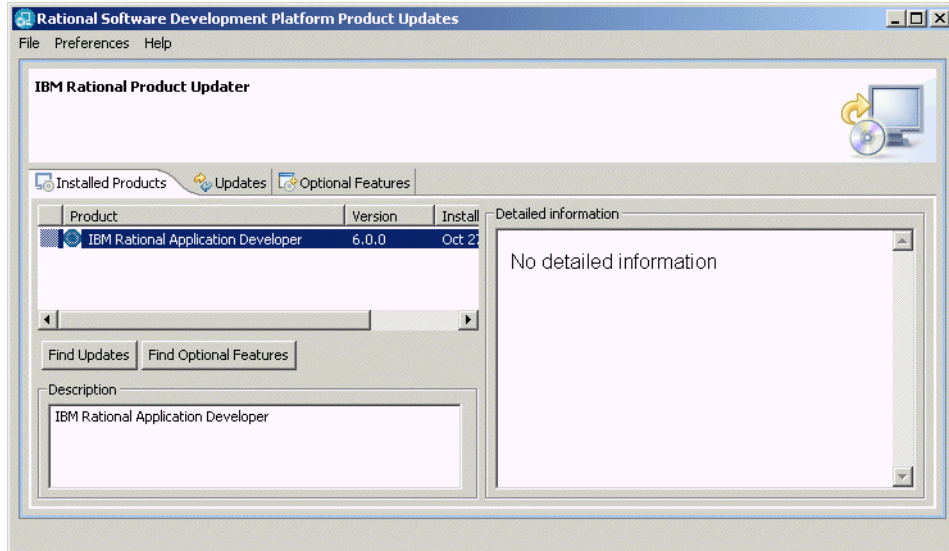 Rational Software Development Platform Product Updates
File Preferences Help
IBM Rational Product Updater
Installed Products Updates Optional Features
Product Version Install
IBM Rational Application Developer 6.0.0 Oct 27
Detailed information
No detailed information
Find Updates Find Optional Features
Description
IBM Rational Application Developer